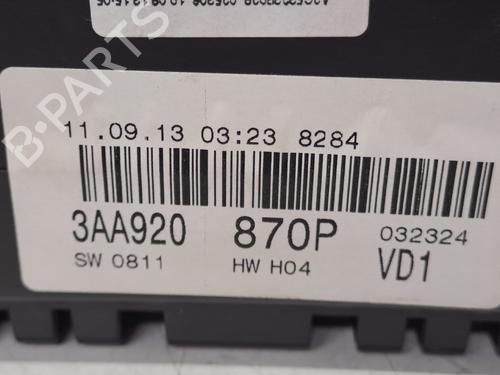 B-PARTS
11.09.13 03:23 8284
3AA920 870P 032324
SW 0811 HW H04 VD1